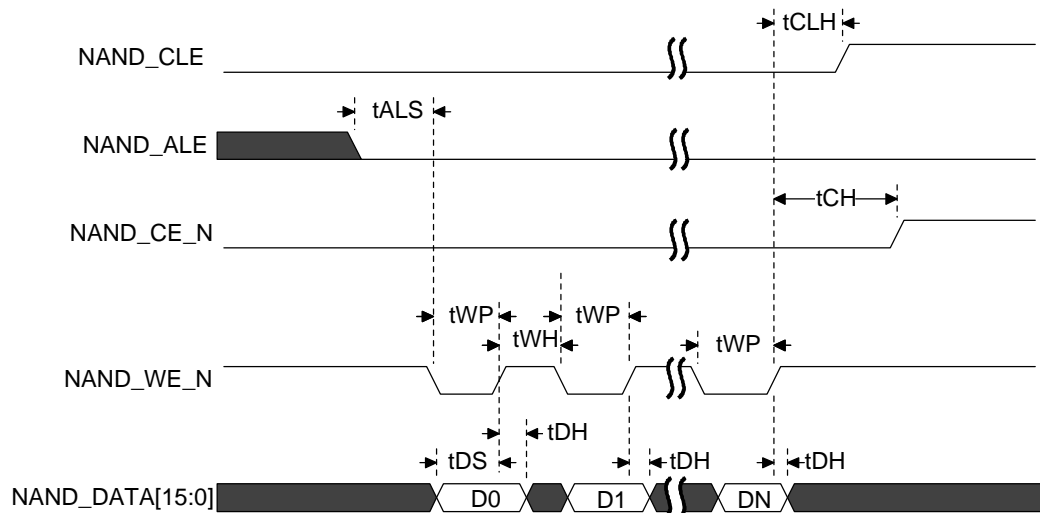 tCLH
NAND_CLE
tALS
NAND_ALE
tCH
NAND_CE_N
tWP
tWP
tWH
tWP
NAND_WE_N
tDH
tDS
tDH
tDH
NAND_DATA[15:0]
D0
D1
DN